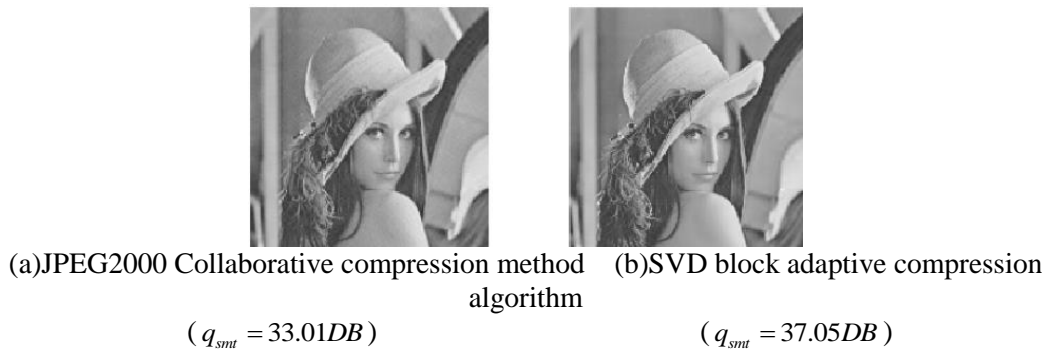 (a)JPEG2000 Collaborative compression method (b)SVD block adaptive compression
algorithm
( q_smt = 33.01DB ) ( q_smt = 37.05DB )